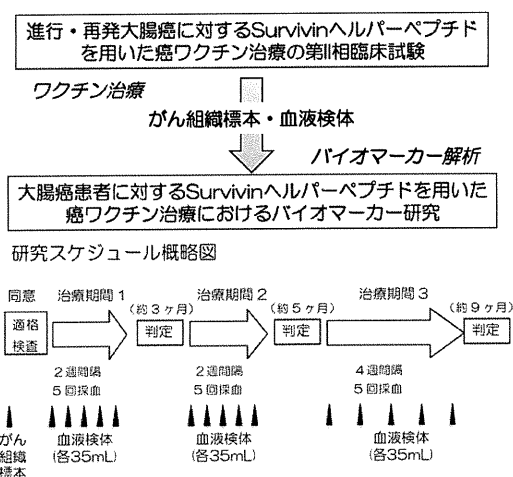 進行・再発大腸癌に対するSurvivinヘルパーペプチド
を用いた癌ワクチン治療の第II相臨床試験
ワクチン治療
がん組織標本・血液検体
バイオマーカー解析
大腸癌患者に対するSurvivinヘルパーペプチドを用いた
癌ワクチン治療におけるバイオマーカー研究
研究スケジュール概略図
同意 治療期間1 (約3ヶ月) 治療期間2 (約5ヶ月) 治療期間3 (約9ヶ月)
適格 判定 判定 判定
検査
2週間隔 2週間隔 4週間隔
5回採血 5回採血 5回採血
がん 血液検体 血液検体 血液検体
組織 (各35mL) (各35mL) (各35mL)
標本